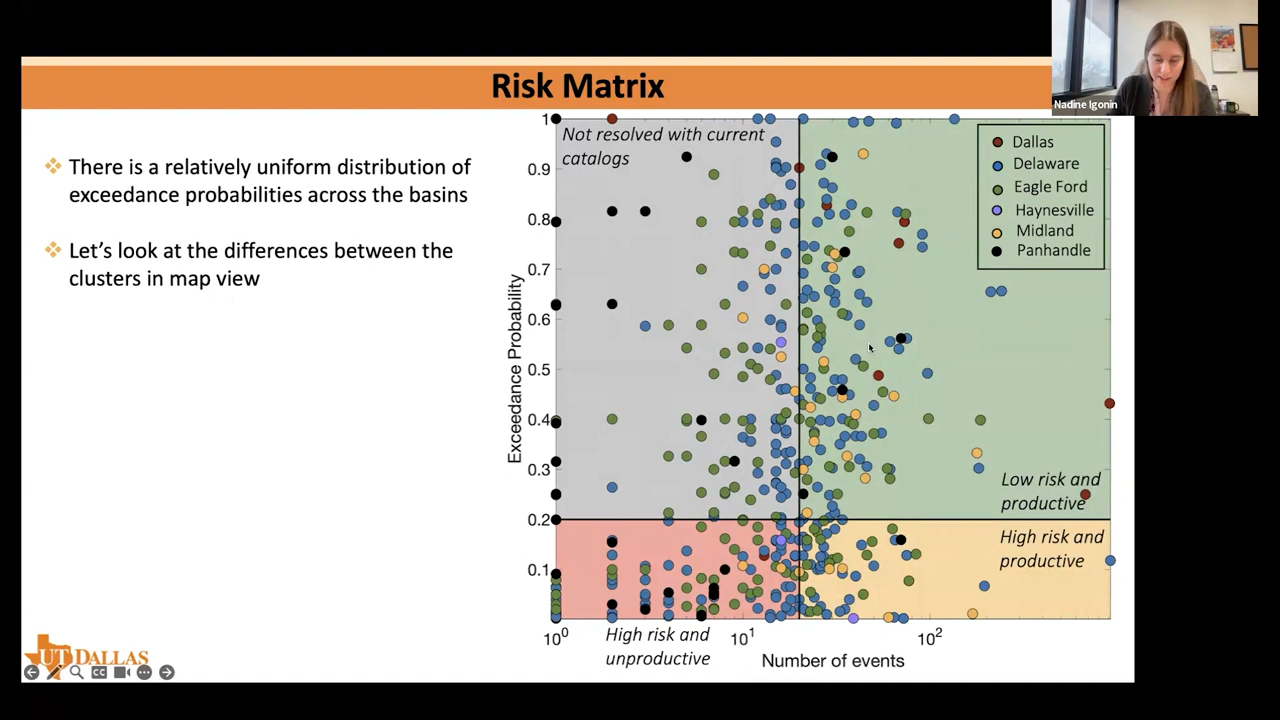 Risk Matrix
Nadine Igonin
There is a relatively uniform distribution of
exceedance probabilities across the basins
Let's look at the differences between the
clusters in map view
Not resolved with current
catalogs
Dallas
Delaware
Eagle Ford
Haynesville
Midland
Panhandle
Exceedance Probability
1
0.9
0.8
0.7
0.6
0.5
0.4
0.3
0.2
0.1
Low risk and
productive
High risk and
productive
High risk and
unproductive
10⁰
10¹
10²
Number of events
UT DALLAS
CC